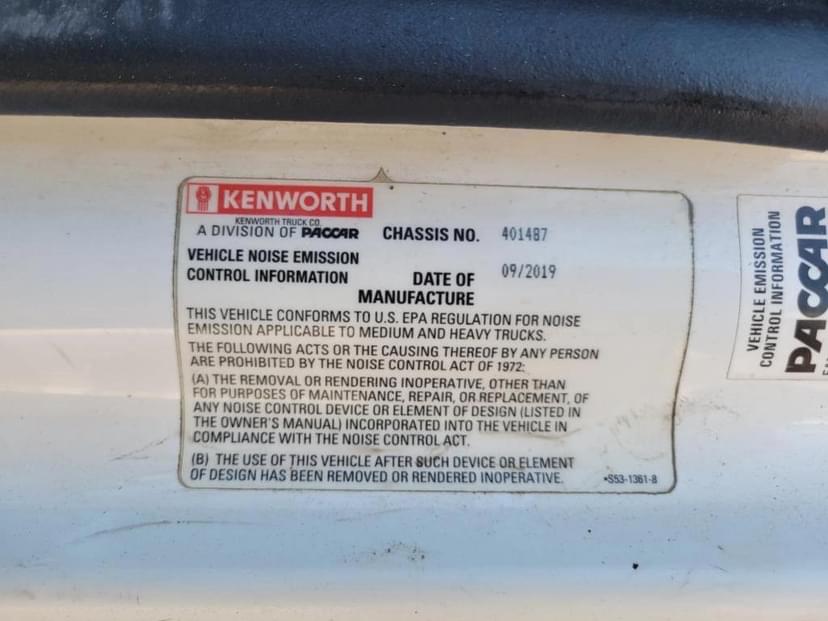 KENWORTH
KENWORTH TRUCK CO.
A DIVISION OF PACCAR
CHASSIS NO. 401487
VEHICLE NOISE EMISSION
CONTROL INFORMATION
DATE OF
MANUFACTURE
09/2019
THIS VEHICLE CONFORMS TO U.S. EPA REGULATION FOR NOISE
EMISSION APPLICABLE TO MEDIUM AND HEAVY TRUCKS.
THE FOLLOWING ACTS OR THE CAUSING THEREOF BY ANY PERSON
ARE PROHIBITED BY THE NOISE CONTROL ACT OF 1972:
(A) THE REMOVAL OR RENDERING INOPERATIVE, OTHER THAN
FOR PURPOSES OF MAINTENANCE, REPAIR, OR REPLACEMENT, OF
ANY NOISE CONTROL DEVICE OR ELEMENT OF DESIGN (LISTED IN
THE OWNER'S MANUAL) INCORPORATED INTO THE VEHICLE IN
COMPLIANCE WITH THE NOISE CONTROL ACT.
(B) THE USE OF THIS VEHICLE AFTER SUCH DEVICE OR ELEMENT
OF DESIGN HAS BEEN REMOVED OR RENDERED INOPERATIVE.
•S53-1361-8
VEHICLE EMISSION
CONTROL INFORMATION
PACCAR